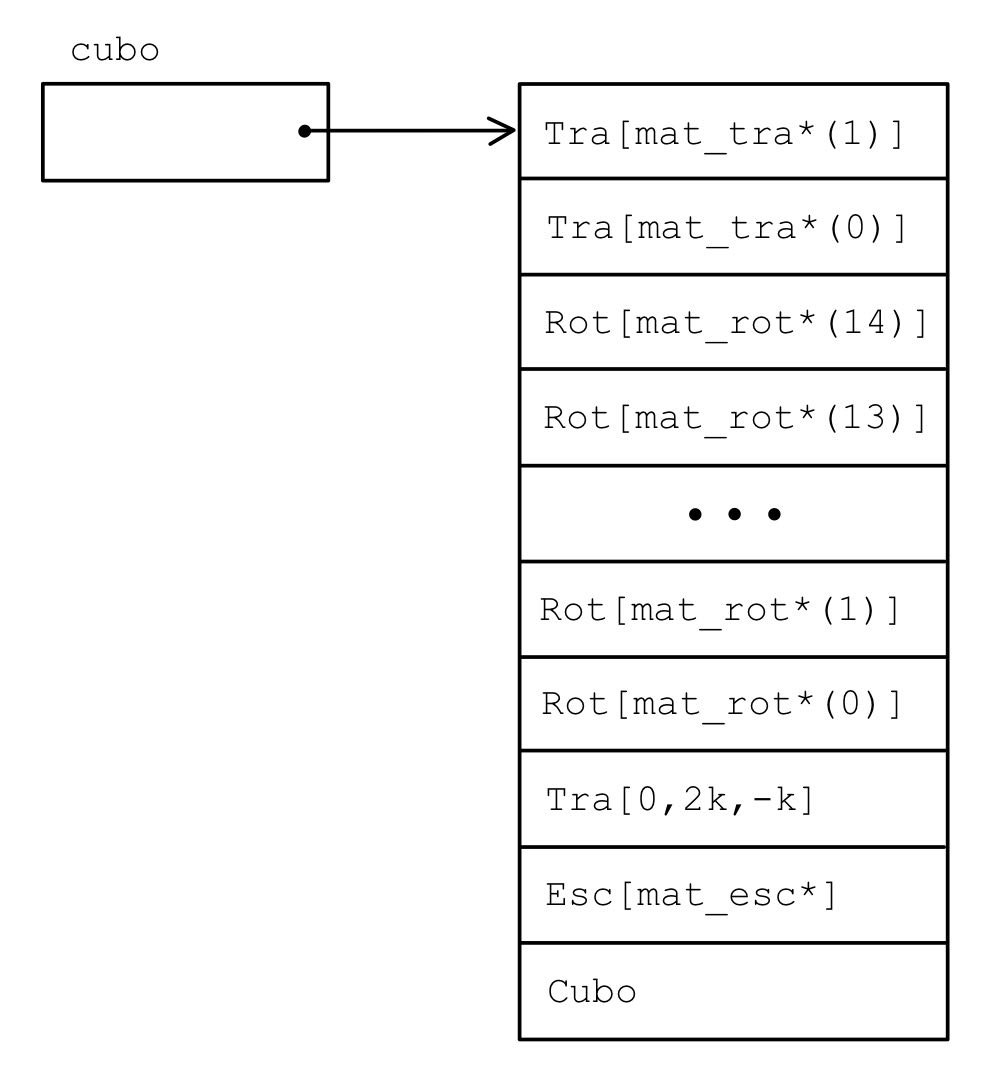 cubo
Tra[mat_tra*(1)]
Tra[mat_tra*(0)]
Rot[mat_rot*(14)]
Rot[mat_rot*(13)]
• • •
Rot[mat_rot*(1)]
Rot[mat_rot*(0)]
Tra[0,2k,-k]
Esc[mat_esc*]
Cubo